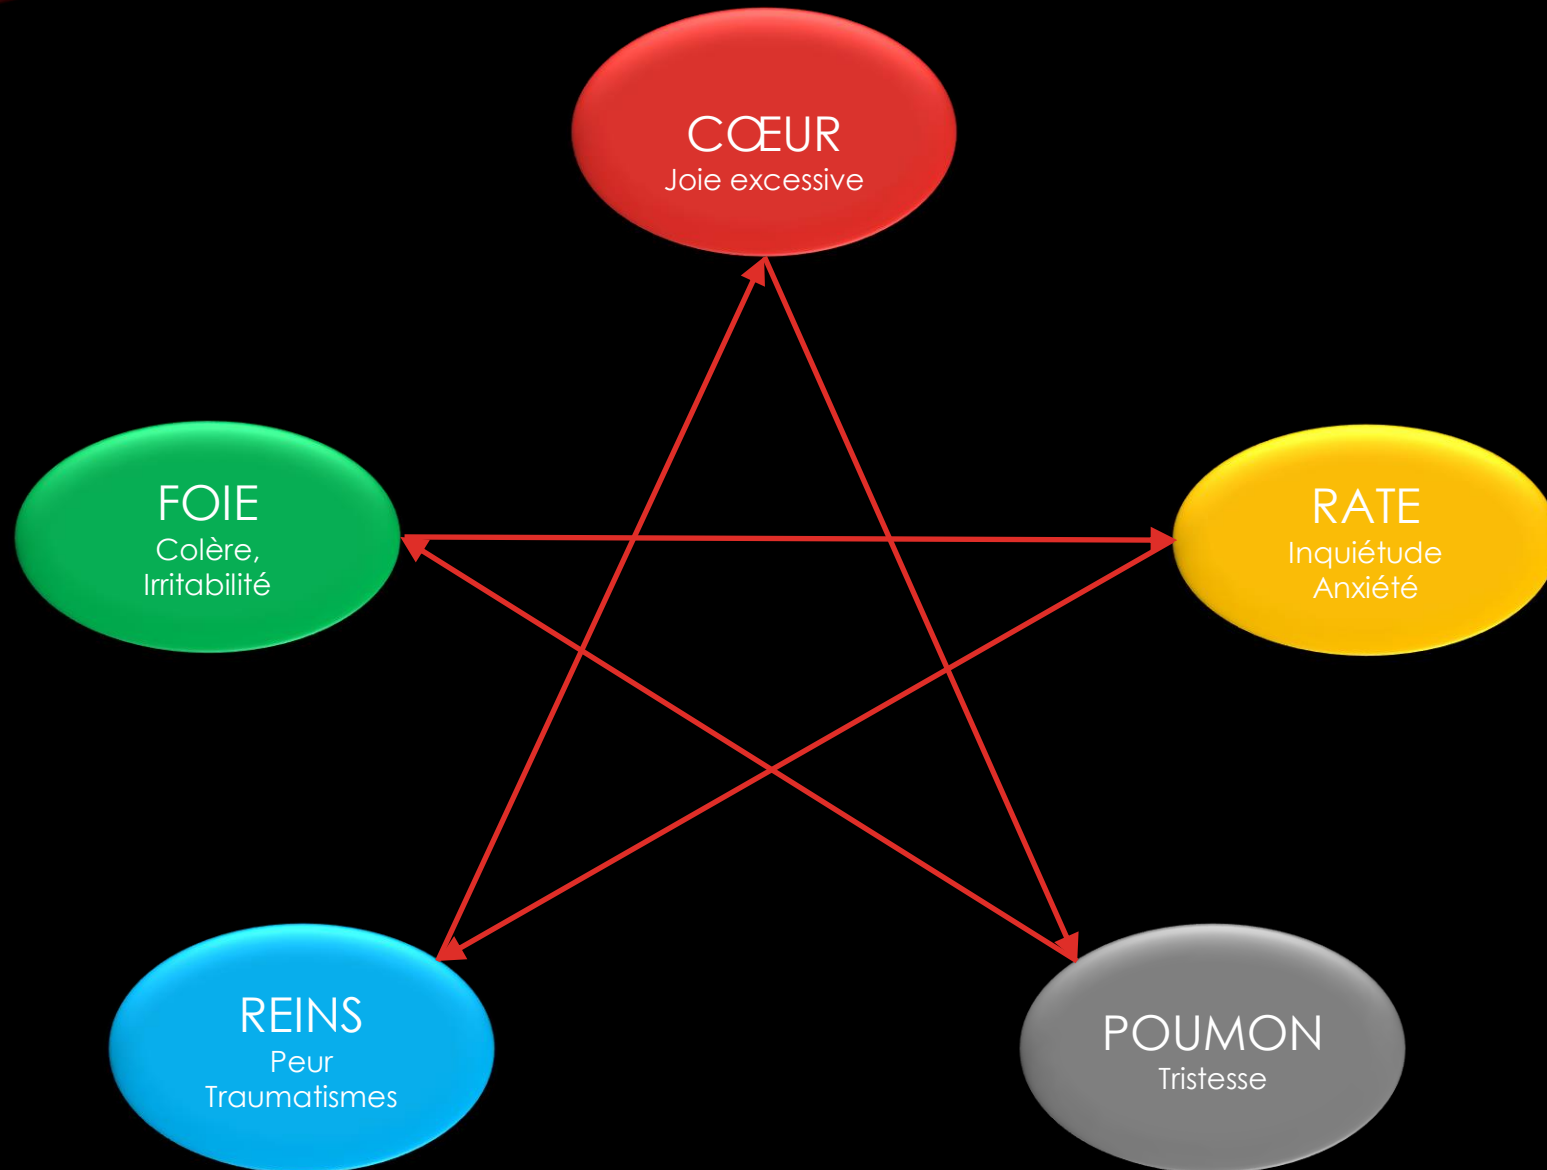 CŒUR
Joie excessive
FOIE
Colère,
Irritabilité
RATE
Inquiétude
Anxiété
REINS
Peur
Traumatismes
POUMON
Tristesse